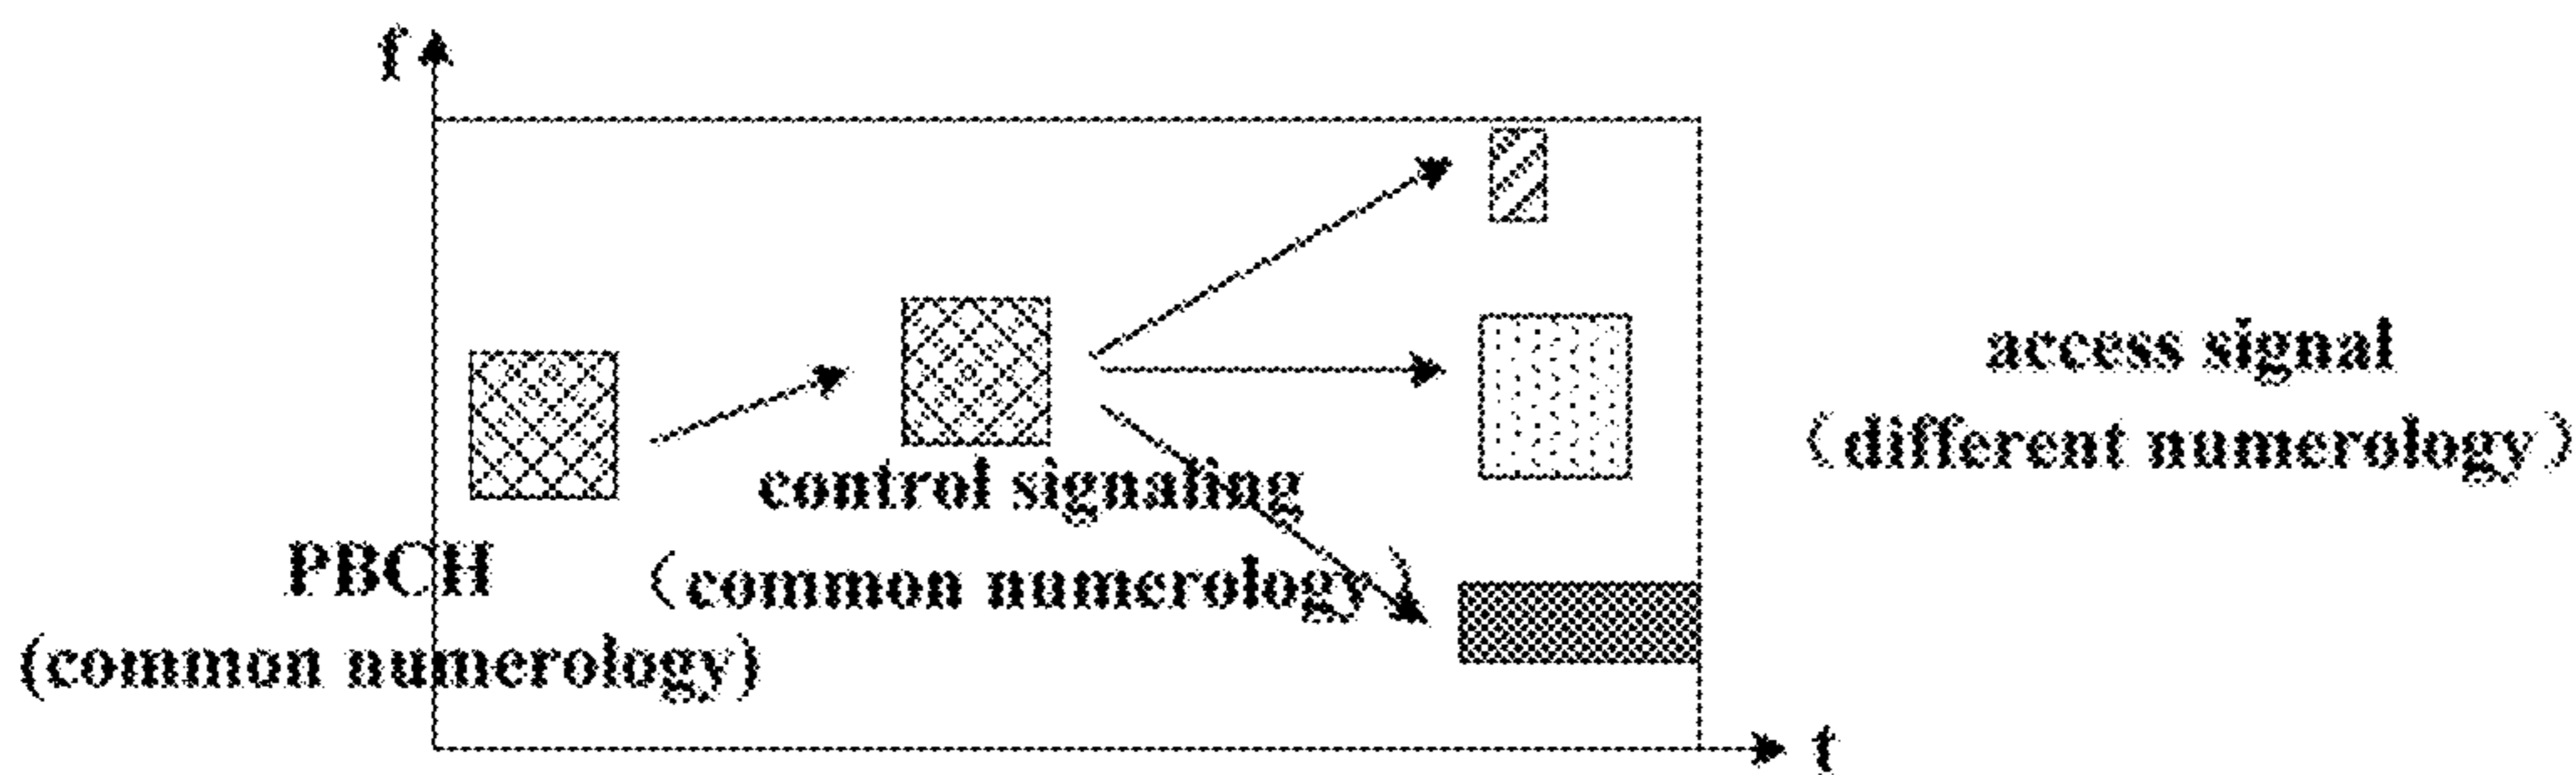 f
access signal
（different numerology）
control signaling
（common numerology）
PBCH
(common numerology)
t